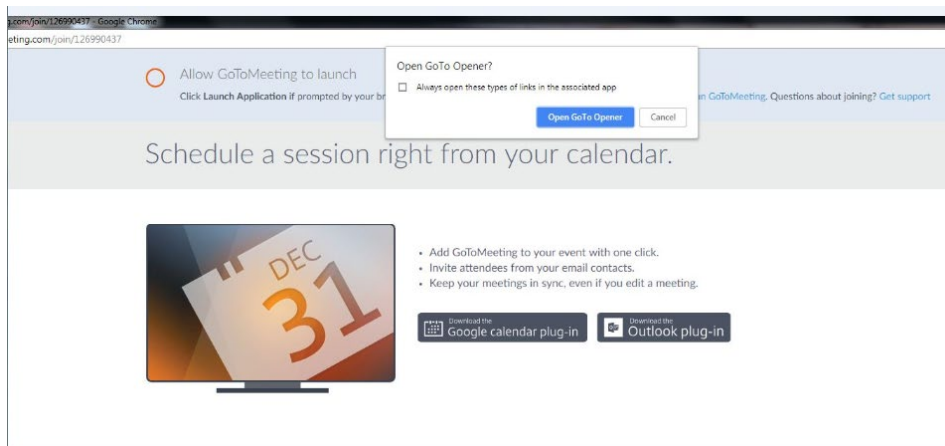 g.com/join/126990437 - Google Chrome
eting.com/join/126990437
Open GoTo Opener?
Always open these types of links in the associated app
Open GoTo Opener
Cancel
Allow GoToMeeting to launch
Click Launch Application if prompted by your br
GoToMeeting. Questions about joining? Get support
Schedule a session right from your calendar.
DEC
31
• Add GoToMeeting to your event with one click.
• Invite attendees from your email contacts.
• Keep your meetings in sync, even if you edit a meeting.
Download the
Google calendar plug-in
Download the
Outlook plug-in